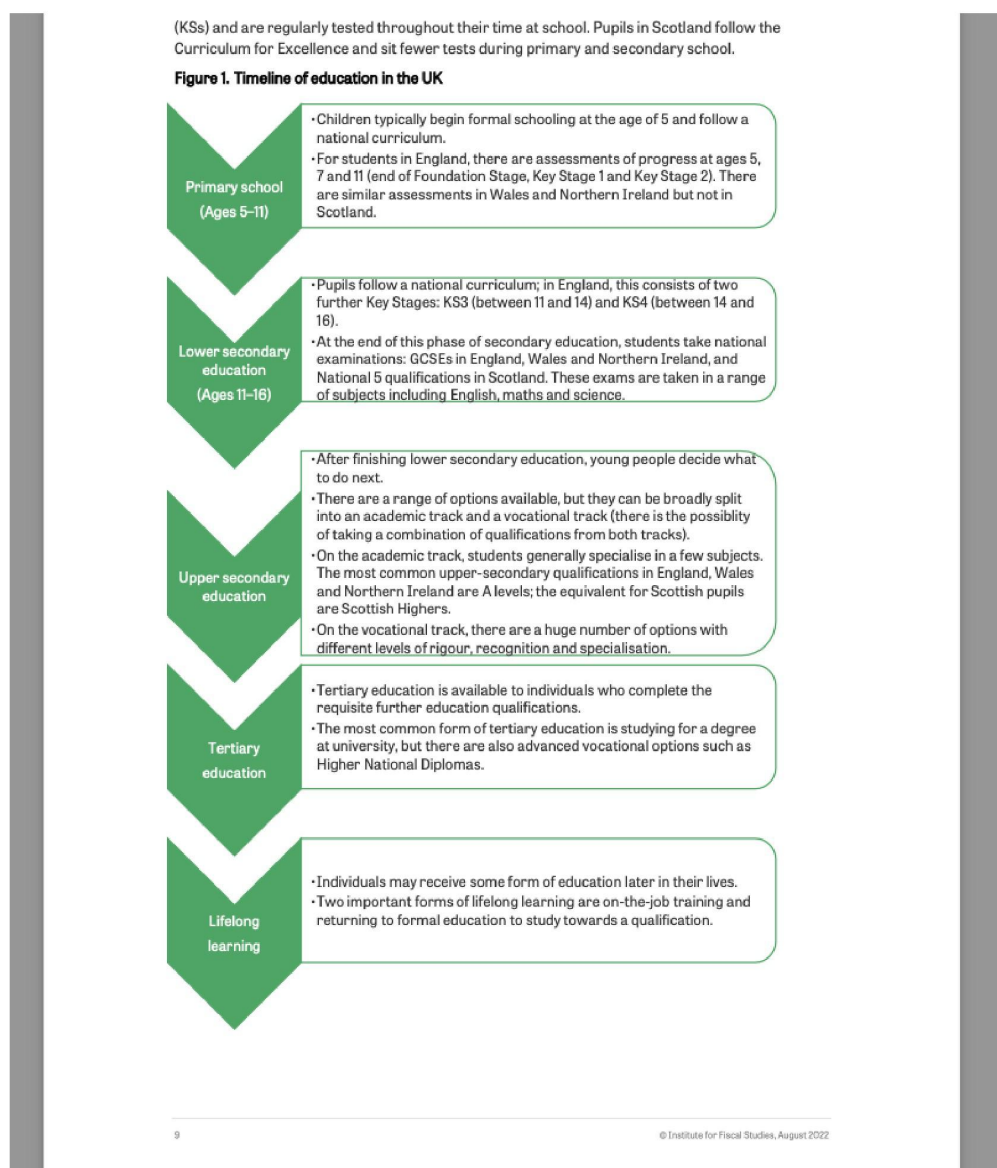 (KSs) and are regularly tested throughout their time at school. Pupils in Scotland follow the
Curriculum for Excellence and sit fewer tests during primary and secondary school.
Figure 1. Timeline of education in the UK
Primary school
(Ages 5–11)
•Children typically begin formal schooling at the age of 5 and follow a
national curriculum.
•For students in England, there are assessments of progress at ages 5,
7 and 11 (end of Foundation Stage, Key Stage 1 and Key Stage 2). There
are similar assessments in Wales and Northern Ireland but not in
Scotland.
Lower secondary
education
(Ages 11–16)
•Pupils follow a national curriculum; in England, this consists of two
further Key Stages: KS3 (between 11 and 14) and KS4 (between 14 and
16).
•At the end of this phase of secondary education, students take national
examinations: GCSEs in England, Wales and Northern Ireland, and
National 5 qualifications in Scotland. These exams are taken in a range
of subjects including English, maths and science.
Upper secondary
education
•After finishing lower secondary education, young people decide what
to do next.
•There are a range of options available, but they can be broadly split
into an academic track and a vocational track (there is the possiblity
of taking a combination of qualifications from both tracks).
•On the academic track, students generally specialise in a few subjects.
The most common upper-secondary qualifications in England, Wales
and Northern Ireland are A levels; the equivalent for Scottish pupils
are Scottish Highers.
•On the vocational track, there are a huge number of options with
different levels of rigour, recognition and specialisation.
Tertiary
education
•Tertiary education is available to individuals who complete the
requisite further education qualifications.
•The most common form of tertiary education is studying for a degree
at university, but there are also advanced vocational options such as
Higher National Diplomas.
Lifelong
learning
•Individuals may receive some form of education later in their lives.
•Two important forms of lifelong learning are on-the-job training and
returning to formal education to study towards a qualification.
9
© Institute for Fiscal Studies, August 2022